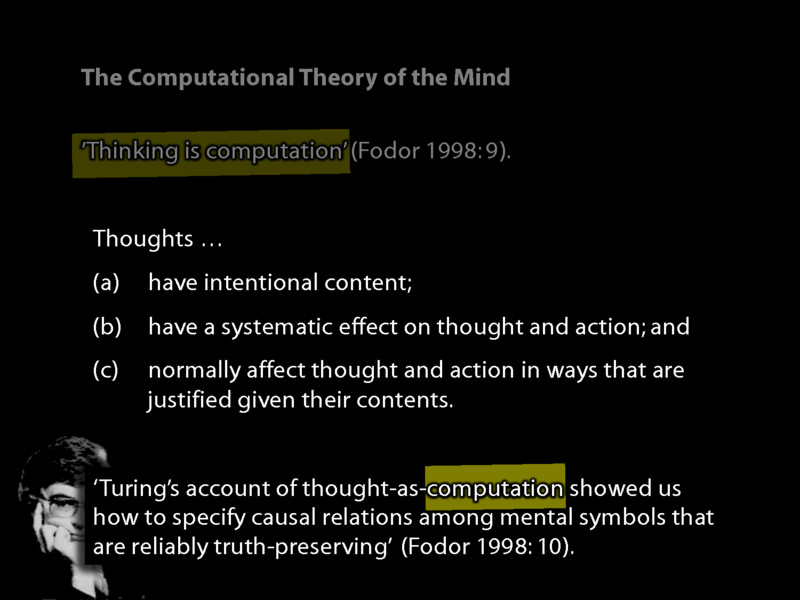 The Computational Theory of the Mind
‘Thinking is computation’ (Fodor 1998: 9).
Thoughts …
(a) have intentional content;
(b) have a systematic effect on thought and action; and
(c) normally affect thought and action in ways that are
justified given their contents.
‘Turing’s account of thought-as-computation showed us
how to specify causal relations among mental symbols that
are reliably truth-preserving’ (Fodor 1998: 10).